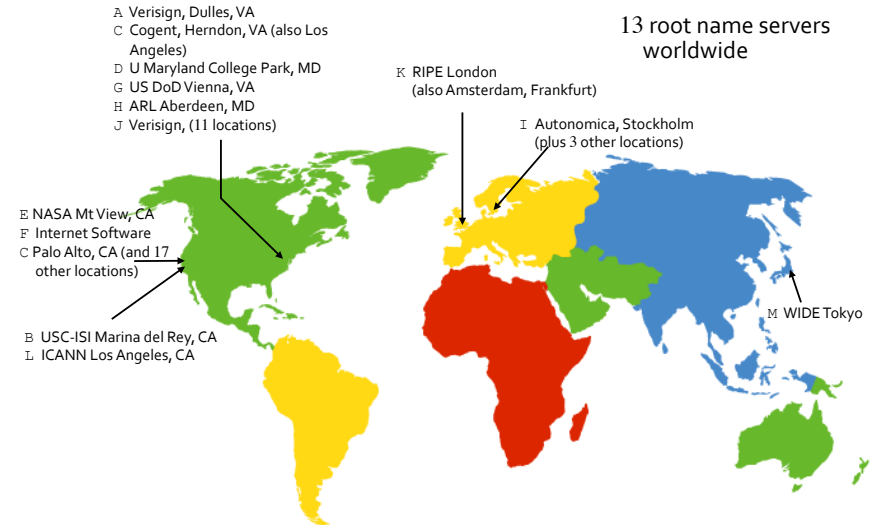 13 root name servers
worldwide
A Verisign, Dulles, VA
C Cogent, Herndon, VA (also Los
Angeles)
D U Maryland College Park, MD
G US DoD Vienna, VA
H ARL Aberdeen, MD
J Verisign, (11 locations)
K RIPE London
(also Amsterdam, Frankfurt)
I Autonomica, Stockholm
(plus 3 other locations)
E NASA Mt View, CA
F Internet Software
C Palo Alto, CA (and 17
other locations)
M WIDE Tokyo
B USC-ISI Marina del Rey, CA
L ICANN Los Angeles, CA